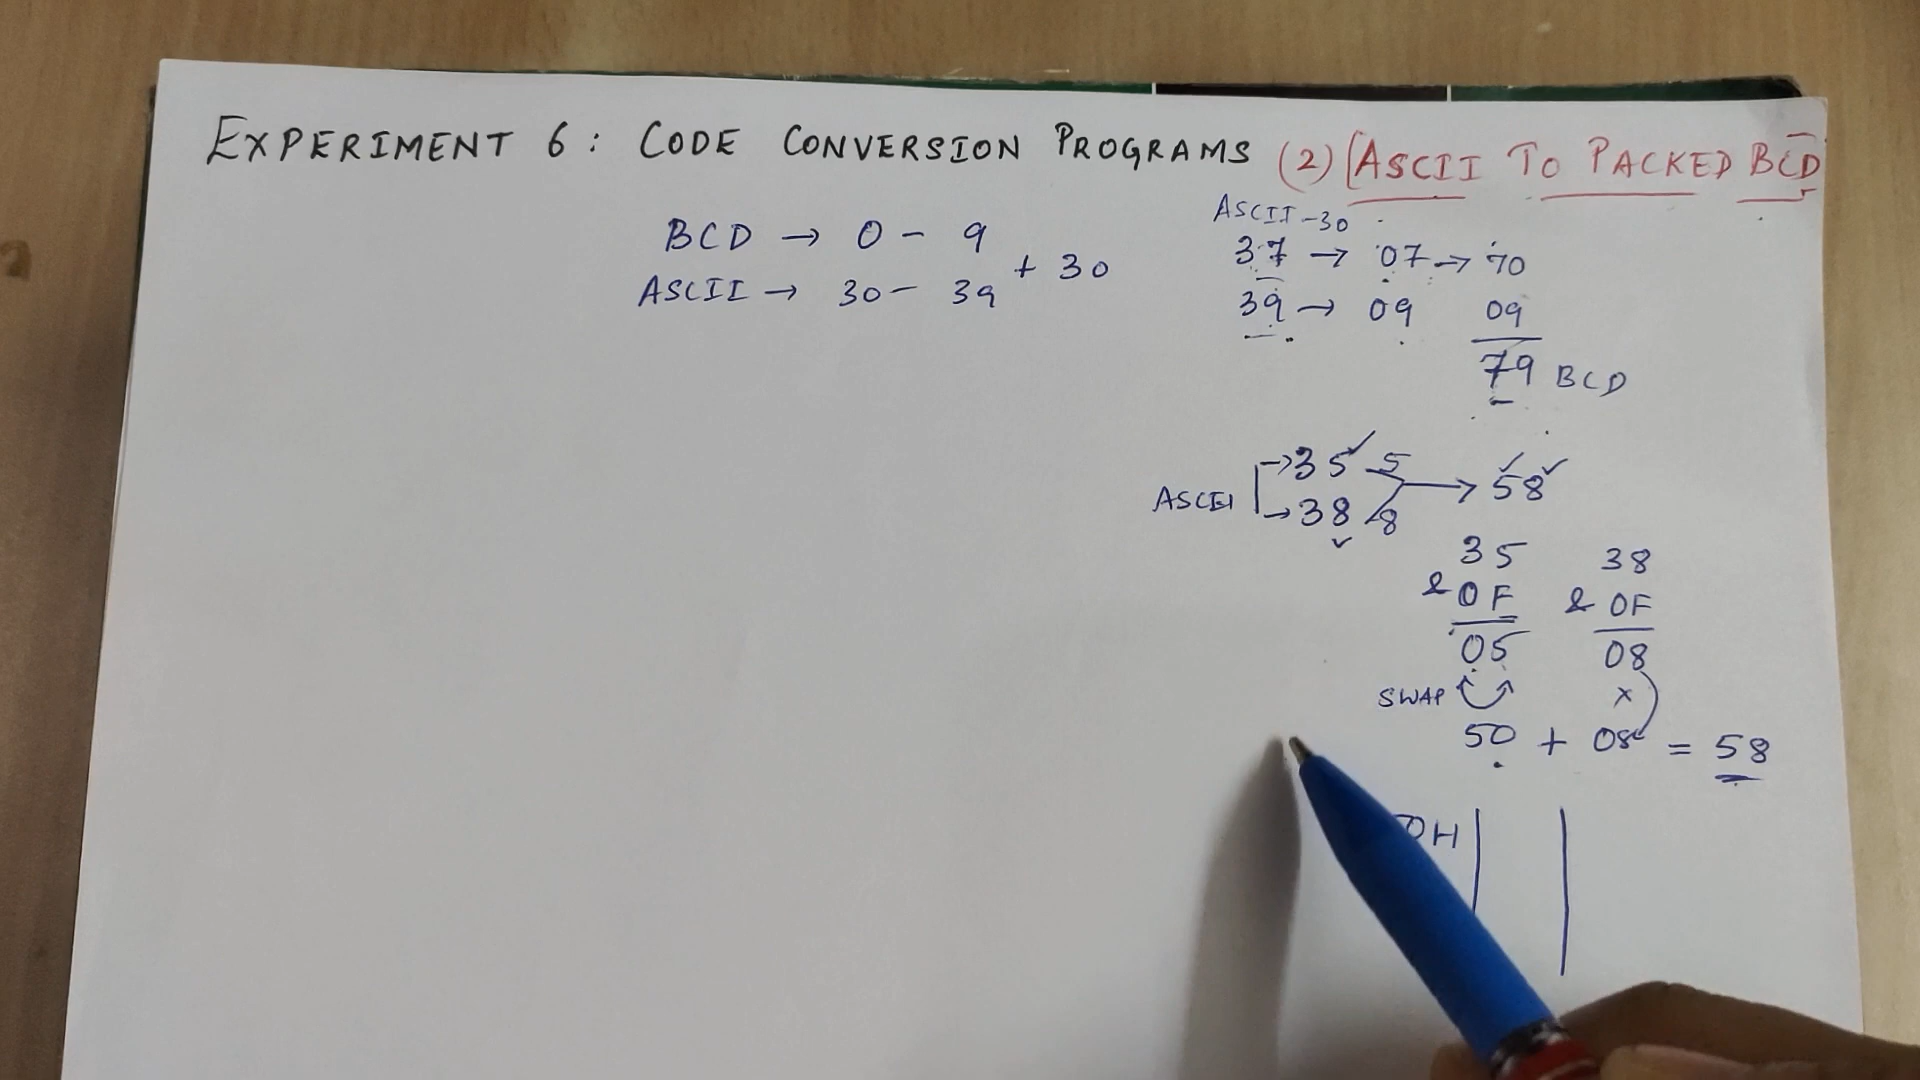 EXPERIMENT 6 : CODE CONVERSION PROGRAMS (2) ASCII TO PACKED BCD
BCD → 0 - 9
ASCII → 30 - 39
+ 30
ASCII -30
37 → 07 → 70
39 → 09 09
79 BCD
ASCII → 35 5 → 58
→ 38 8
35 38
& 0F & 0F
05 08
SWAP x
50 + 08 = 58
0H